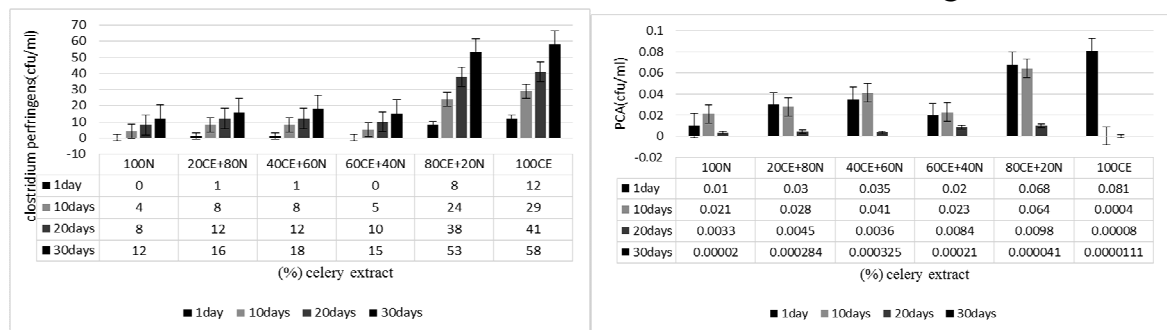 70
60
50
40
30
20
10
0
-10
clostridium perfringens(cfu/ml)
100N 20CE+80N 40CE+60N 60CE+40N 80CE+20N 100CE
1day 0 1 1 0 8 12
10days 4 8 8 5 24 29
20days 8 12 12 10 38 41
30days 12 16 18 15 53 58
(%) celery extract
1day 10days 20days 30days
0.1
0.08
0.06
0.04
0.02
0
-0.02
PCA(cfu/ml)
100N 20CE+80N 40CE+60N 60CE+40N 80CE+20N 100CE
1day 0.01 0.03 0.035 0.02 0.068 0.081
10days 0.021 0.028 0.041 0.023 0.064 0.0004
20days 0.0033 0.0045 0.0036 0.0084 0.0098 0.00008
30days 0.00002 0.000284 0.000325 0.00021 0.000041 0.0000111
(%) celery extract
1day 10days 20days 30days